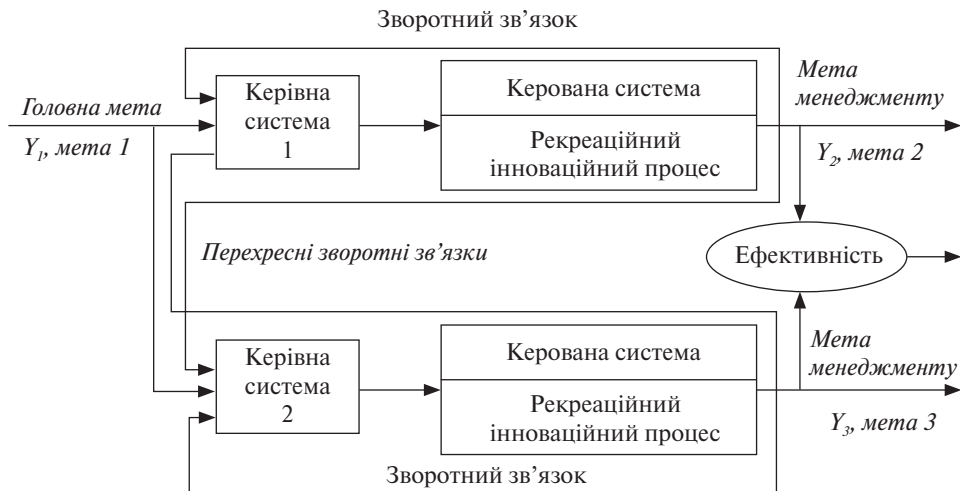 Зворотний зв’язок
Головна мета
Y1, мета 1
Керівна
система
1
Керована система
Рекреаційний
інноваційний процес
Мета
менеджменту
Y2, мета 2
Перехресні зворотні зв’язки
Ефективність
Керівна
система
2
Керована система
Рекреаційний
інноваційний процес
Мета
менеджменту
Y3, мета 3
Зворотний зв’язок